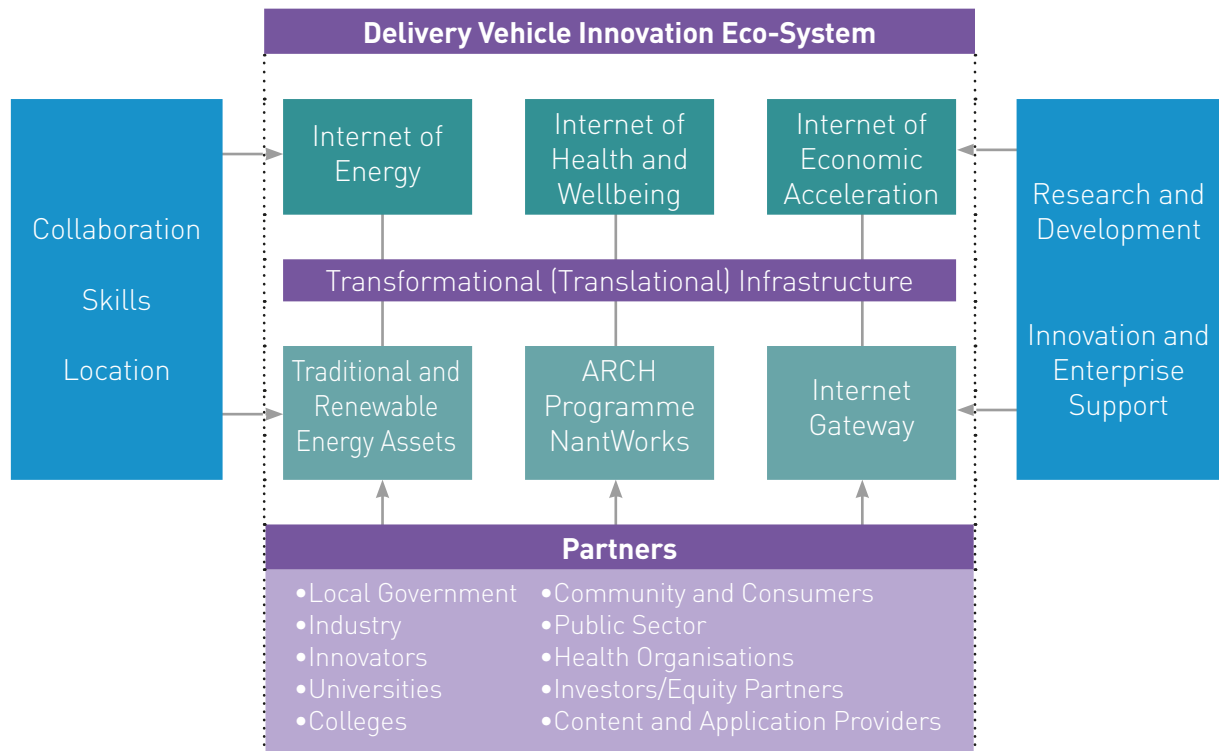 Delivery Vehicle Innovation Eco-System
Collaboration
Skills
Location
Internet of
Energy
Internet of
Health and
Wellbeing
Internet of
Economic
Acceleration
Research and
Development
Innovation and
Enterprise
Support
Transformational (Translational) Infrastructure
Traditional and
Renewable
Energy Assets
ARCH
Programme
NantWorks
Internet
Gateway
Partners
•Local Government
•Industry
•Innovators
•Universities
•Colleges
•Community and Consumers
•Public Sector
•Health Organisations
•Investors/Equity Partners
•Content and Application Providers